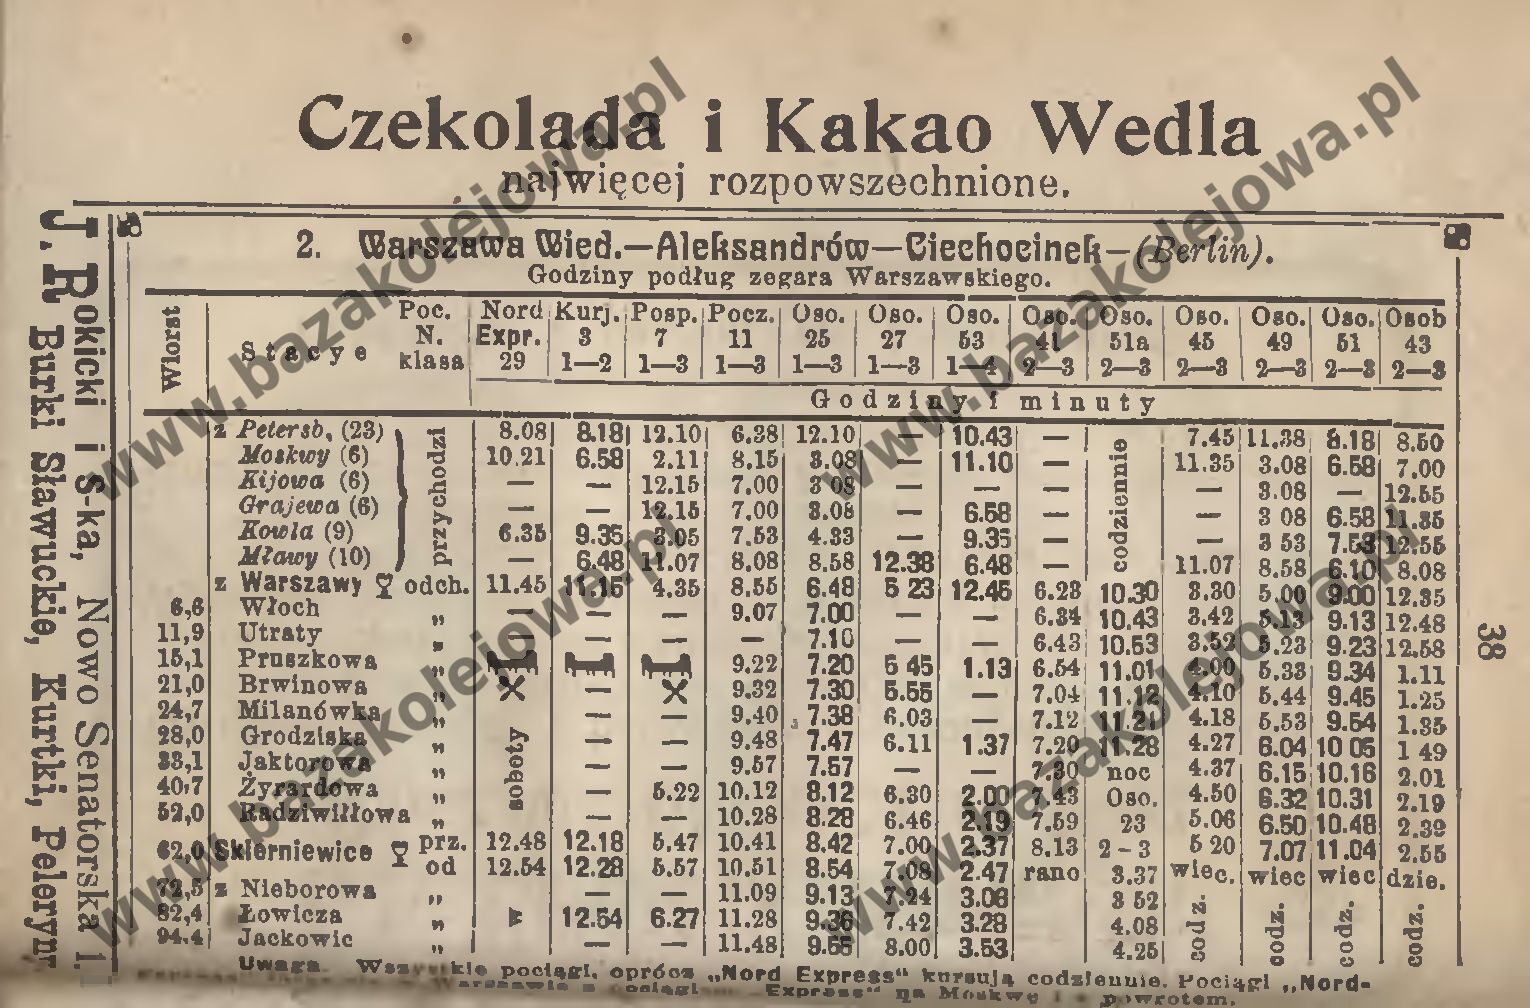 Czekolada i Kakao Wedla
najwięcej rozpowszechnione.
J. Rokicki i S-ka, Nowo Senatorska
Burki Sławuckie, Kurtki, Peleryny
38
2. Warszawa Wied.—Aleksandrów—Ciechocinek—(Berlin).
Godziny podług zegara Warszawskiego.
Wiorst Stacye Poc. N. klasa
Nord Expr. 29 | Kurj. 3 1—2 | Posp. 7 1—3 | Pocz. 11 1—3 | Oso. 25 1—3 | Oso. 27 1—3 | Oso. 53 1—4 | Oso. 41 2—3 | Oso. 51a 2—3 | Oso. 45 2—3 | Oso. 49 2—3 | Oso. 51 2—3 | Osob 43 2—3
Godziny i minuty
z Petersb. (23) przychodzi 8.08 8.18 12.10 6.38 12.10 — 10.43 — codziennie 7.45 11.38 8.18 8.50
Moskwy (6) 10.21 6.58 2.11 8.15 3.08 — 11.10 — 11.35 3.08 6.58 7.00
Kijowa (6) — — 12.15 7.00 3 08 — — — — 3.08 — 12.55
Grajewa (6) — — 12.15 7.00 3.08 — 6.58 — — 3 08 6.58 11.35
Kowla (9) 6.35 9.35 3.05 7.53 4.33 — 9.35 — — 3 53 7.53 12.55
Mławy (10) — 6.48 11.07 8.08 8.58 12.38 6.48 — 11.07 8.58 6.10 8.08
z Warszawy odch. 11.45 11.15 4.35 8.55 6.48 5 23 12.45 6.23 10.30 3.30 5.00 9.00 12.35
6,6 Włoch „ — — — 9.07 7.00 — — 6.34 10.43 3.42 5.13 9.13 12.48
11,9 Utraty „ — — — — 7.10 — — 6.43 10.53 3.52 5.23 9.23 12.58
15,1 Pruszkowa „ 9.22 7.20 5 45 1.13 6.54 11.01 4.00 5.33 9.34 1.11
21,0 Brwinowa „ — 9.32 7.30 5.55 — 7.04 11.12 4.10 5.44 9.45 1.25
24,7 Milanówka „ soboty — — 9.40 7.38 6.03 — 7.12 11.21 4.18 5.53 9.54 1.35
28,0 Grodziska „ — — 9.48 7.47 6.11 1.37 7.20 11.28 4.27 6.04 10 05 1 49
33,1 Jaktorowa „ — — 9.57 7.57 — — 7.30 noc 4.37 6.15 10.16 2.01
40,7 Żyrardowa „ — 5.22 10.12 8.12 6.30 2.00 7.43 Oso. 4.50 6.32 10.31 2.19
52,0 Radziwiłłowa „ — — 10.28 8.28 6.46 2.19 7.59 23 5.06 6.50 10.48 2.39
62,0 Skierniewice prz. 12.48 12.18 5.47 10.41 8.42 7.00 2.37 8.13 2-3 5 20 7.07 11.04 2.55
od 12.54 12.28 5.57 10.51 8.54 7.08 2.47 rano 3.37 wiec. wiec wiec dzie.
72,5 z Nieborowa „ — — 11.09 9.13 7.24 3.06 3 52 codz. codz. codz. codz.
82,4 Łowicza „ 12.54 6.27 11.28 9.36 7.42 3.28 4.08
94.4 Jackowic „ — — 11.48 9.55 8.00 3.53 4.25
Uwaga. Wszystkie pociągi, oprócz „Nord Express“ kursują codziennie. Pociągi „Nord-
Express“ na Moskwę powrotem.
www.bazakolejowa.pl
www.bazakolejowa.pl
www.bazakolejowa.pl
www.bazakolejowa.pl